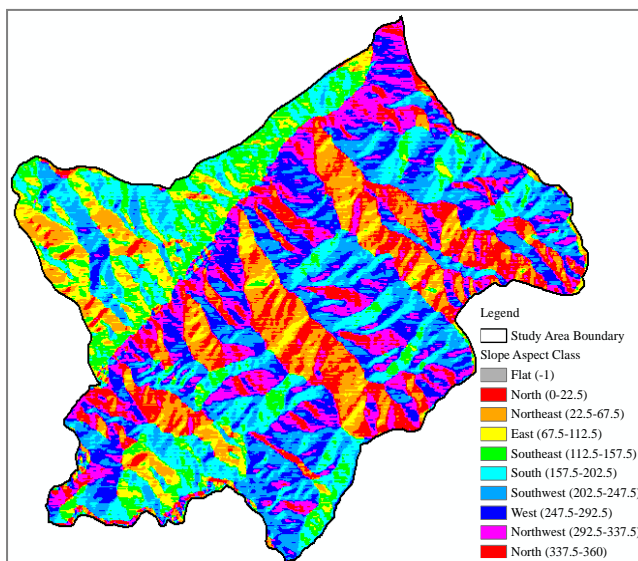 Legend
Study Area Boundary
Slope Aspect Class
Flat (-1)
North (0-22.5)
Northeast (22.5-67.5)
East (67.5-112.5)
Southeast (112.5-157.5)
South (157.5-202.5)
Southwest (202.5-247.5)
West (247.5-292.5)
Northwest (292.5-337.5)
North (337.5-360)